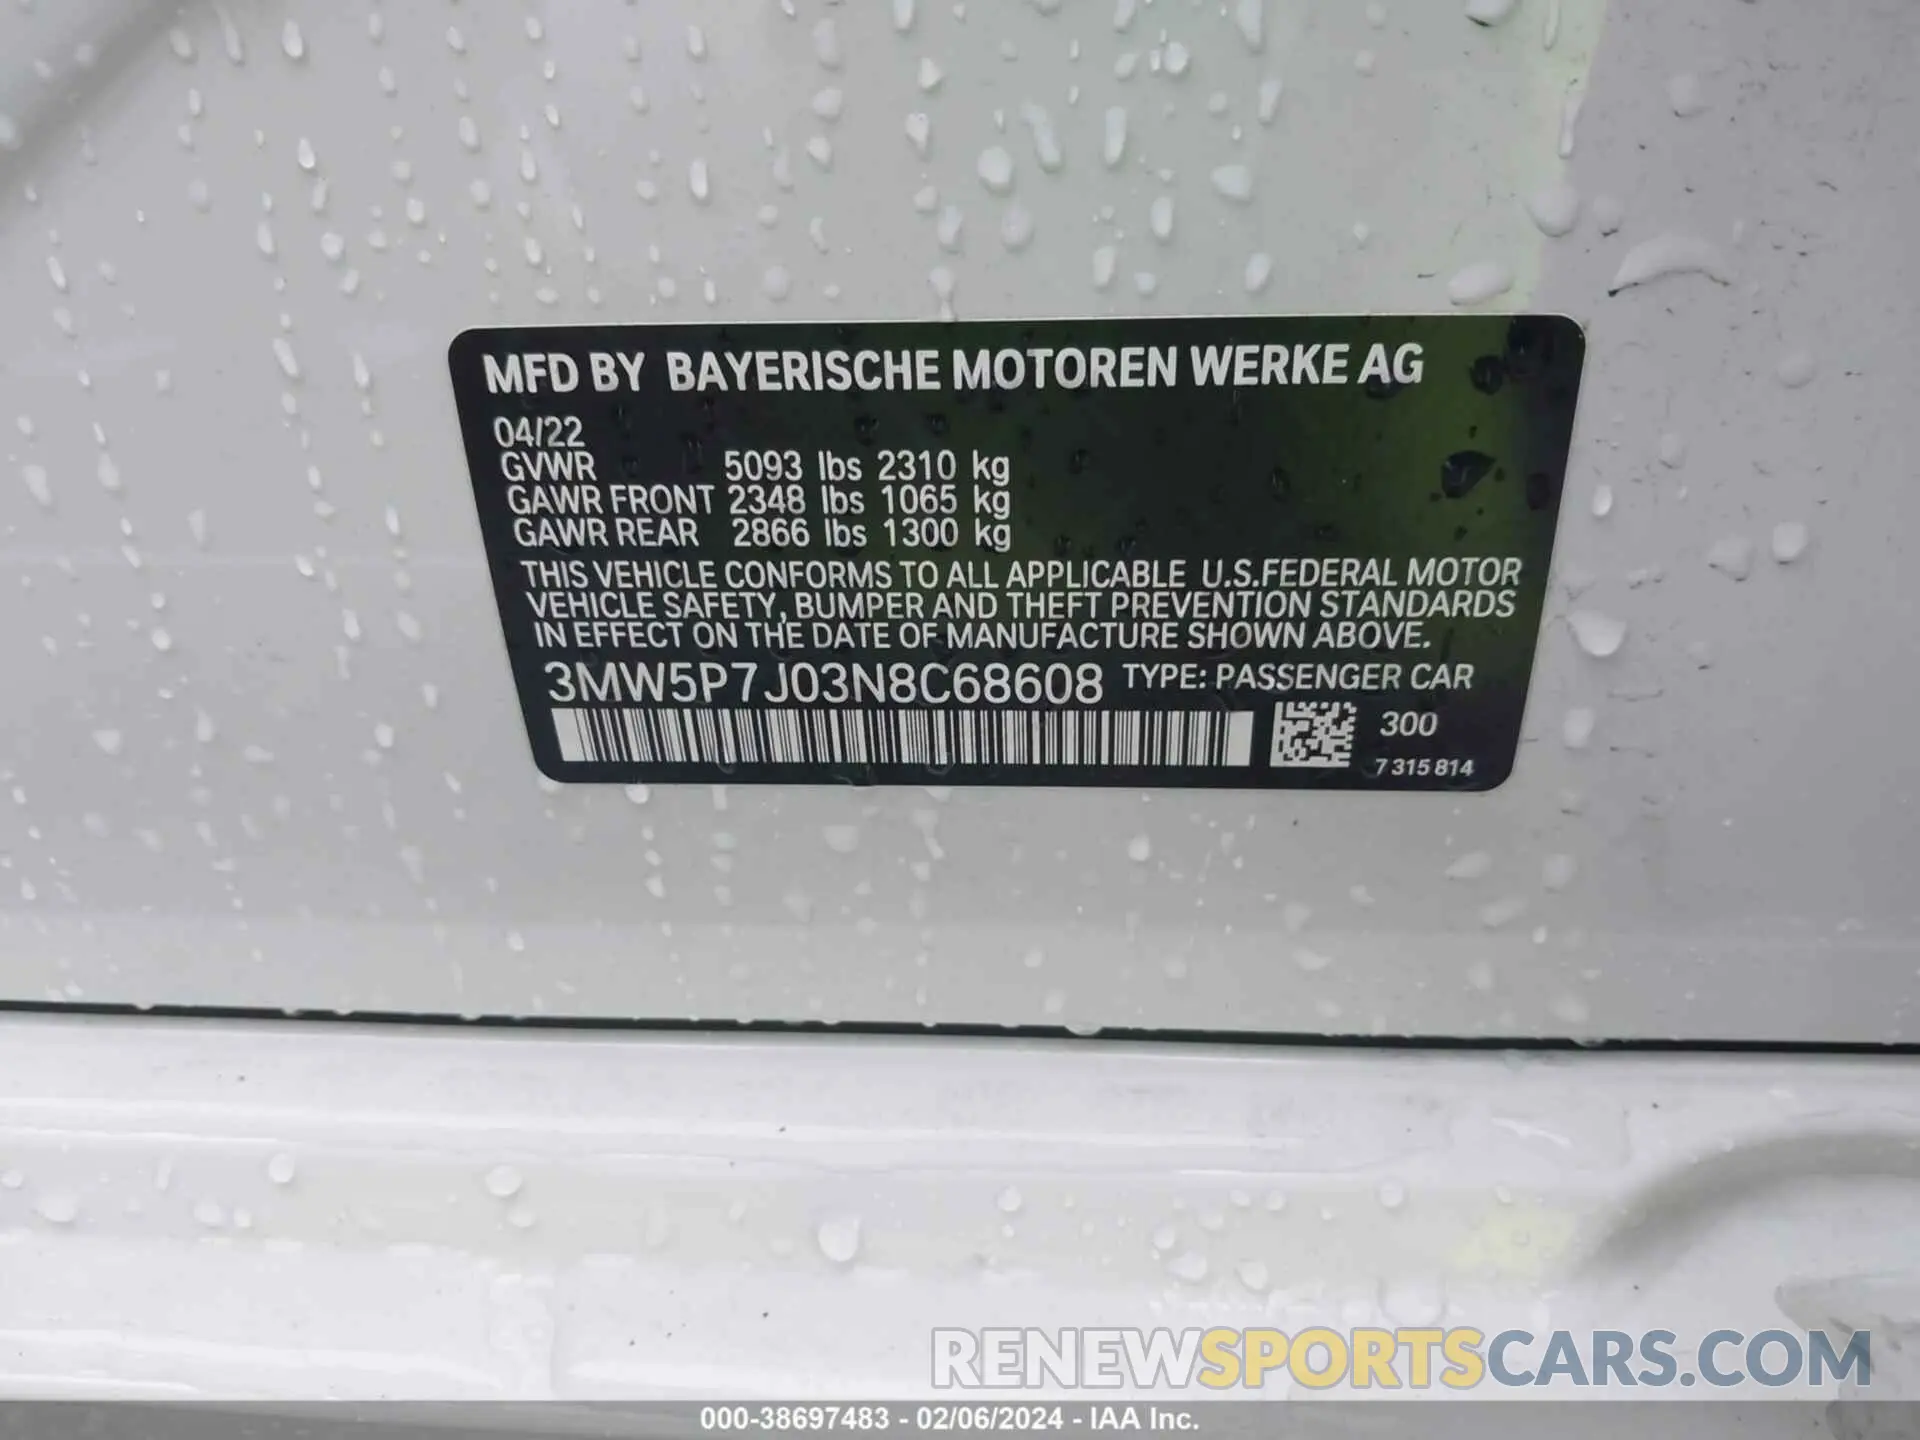 MFD BY BAYERISCHE MOTOREN WERKE AG
04/22
GVWR 5093 lbs 2310 kg
GAWR FRONT 2348 lbs 1065 kg
GAWR REAR 2866 lbs 1300 kg
THIS VEHICLE CONFORMS TO ALL APPLICABLE U.S.FEDERAL MOTOR
VEHICLE SAFETY, BUMPER AND THEFT PREVENTION STANDARDS
IN EFFECT ON THE DATE OF MANUFACTURE SHOWN ABOVE.
3MW5P7J03N8C68608 TYPE: PASSENGER CAR
300
7 315 814
RENEWSPORTSCARS.COM
000-38697483 - 02/06/2024 - IAA Inc.